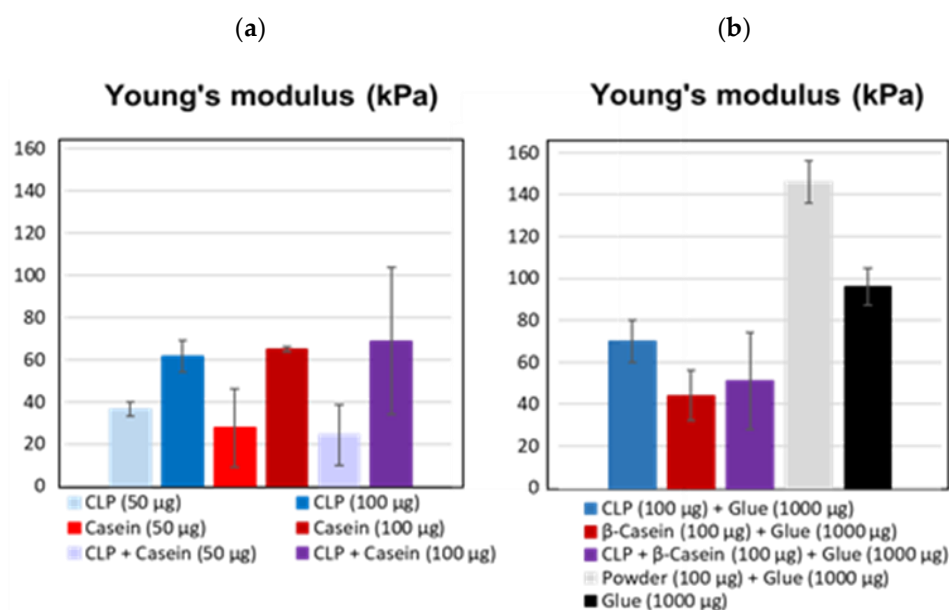 (a)
(b)
Young's modulus (kPa)
160
140
120
100
80
60
40
20
0
CLP (50 µg)
CLP (100 µg)
Casein (50 µg)
Casein (100 µg)
CLP + Casein (50 µg)
CLP + Casein (100 µg)
Young's modulus (kPa)
160
140
120
100
80
60
40
20
0
CLP (100 µg) + Glue (1000 µg)
β-Casein (100 µg) + Glue (1000 µg)
CLP + β-Casein (100 µg) + Glue (1000 µg)
Powder (100 µg) + Glue (1000 µg)
Glue (1000 µg)